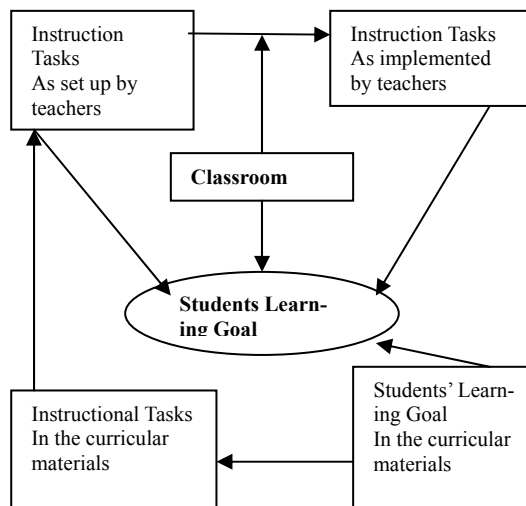 Instruction
Tasks
As set up by
teachers
Instruction Tasks
As implemented
by teachers
Classroom
Students Learn-
ing Goal
Instructional Tasks
In the curricular
materials
Students' Learn-
ing Goal
In the curricular
materials